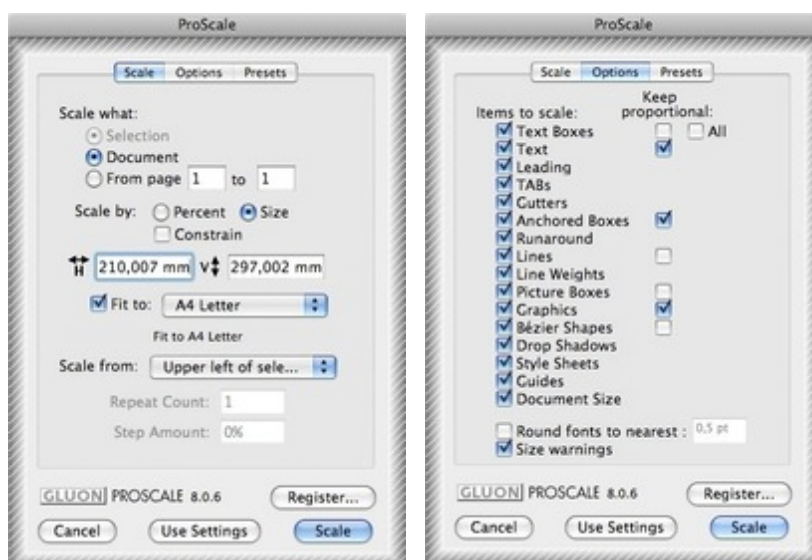 ProScale
Scale Options Presets
Scale what:
Selection
Document
From page 1 to 1
Scale by: Percent Size
Constrain
H 210,007 mm V 297,002 mm
Fit to: A4 Letter
Fit to A4 Letter
Scale from: Upper left of sele...
Repeat Count: 1
Step Amount: 0%
GLUON PROSCALE 8.0.6 Register...
Cancel Use Settings Scale
ProScale
Scale Options Presets
Keep
Items to scale: proportional:
Text Boxes All
Text
Leading
TABs
Gutters
Anchored Boxes
Runaround
Lines
Line Weights
Picture Boxes
Graphics
Bézier Shapes
Drop Shadows
Style Sheets
Guides
Document Size
Round fonts to nearest : 0,5 pt
Size warnings
GLUON PROSCALE 8.0.6 Register...
Cancel Use Settings Scale